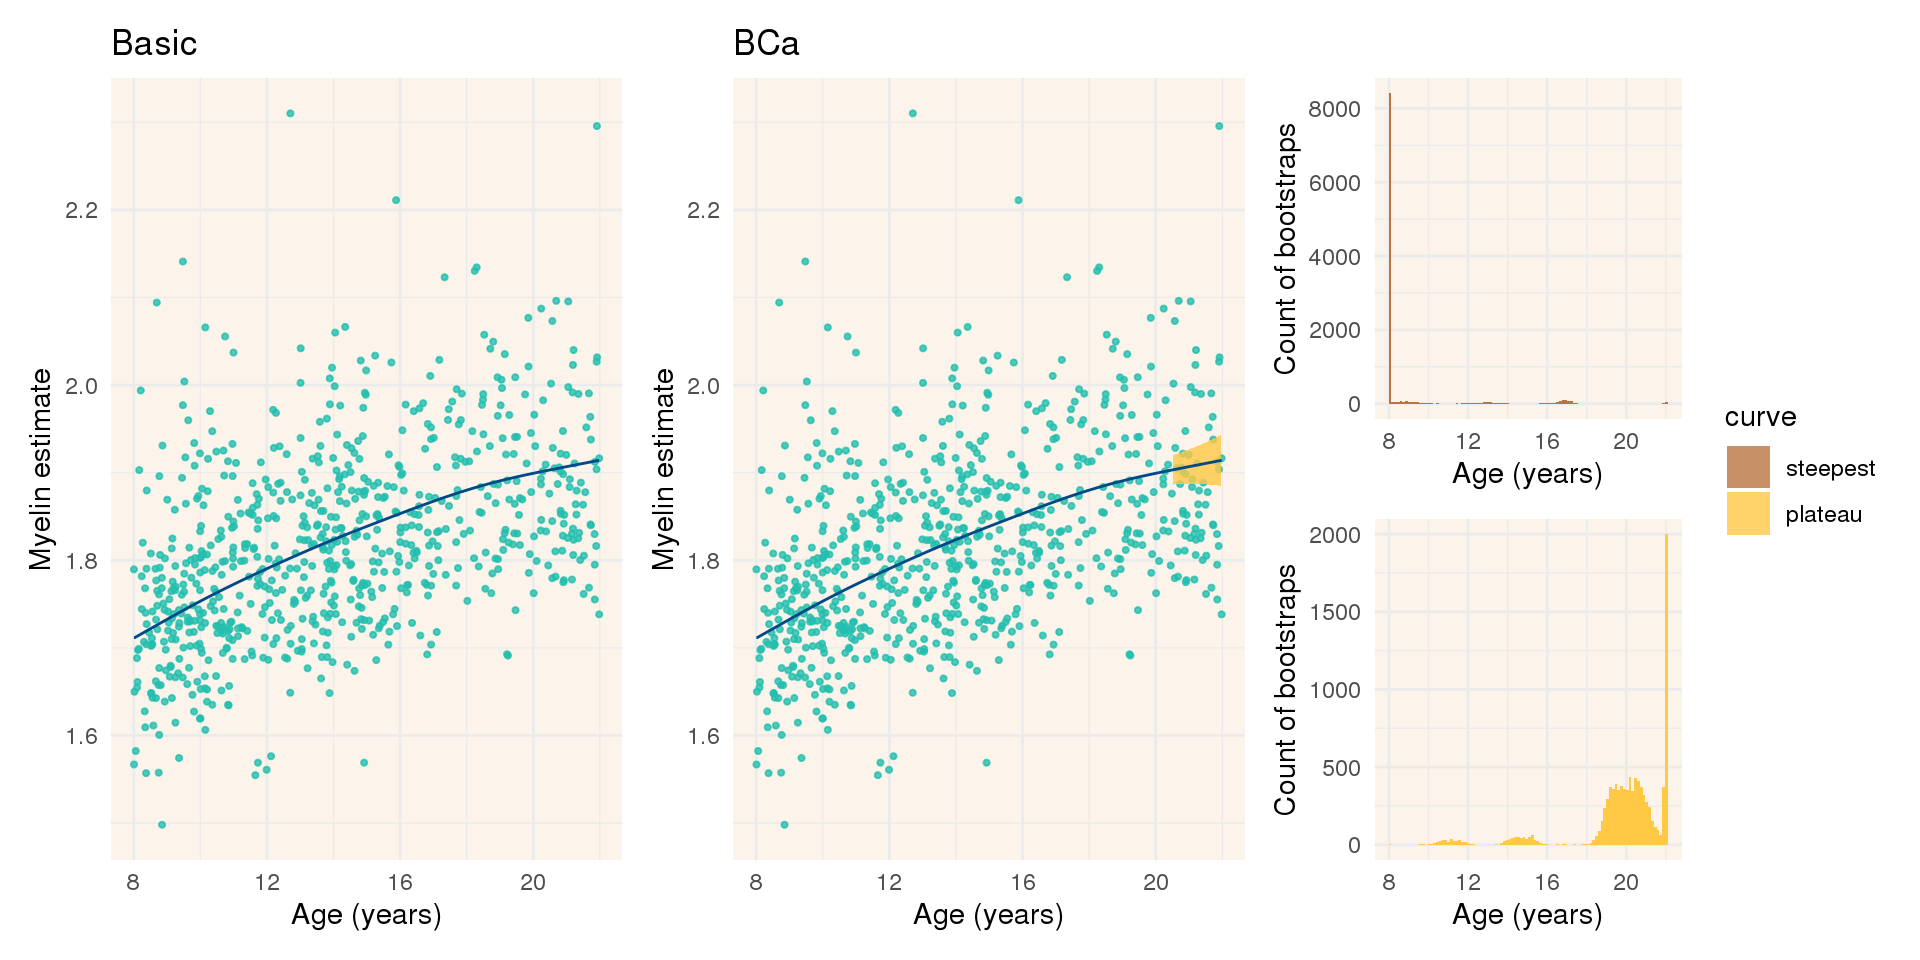 Basic
Myelin estimate
2.2
2.0
1.8
1.6
8 12 16 20
Age (years)
BCa
Myelin estimate
2.2
2.0
1.8
1.6
8 12 16 20
Age (years)
Count of bootstraps
8000
6000
4000
2000
0
8 12 16 20
Age (years)
Count of bootstraps
2000
1500
1000
500
0
8 12 16 20
Age (years)
curve
steepest
plateau